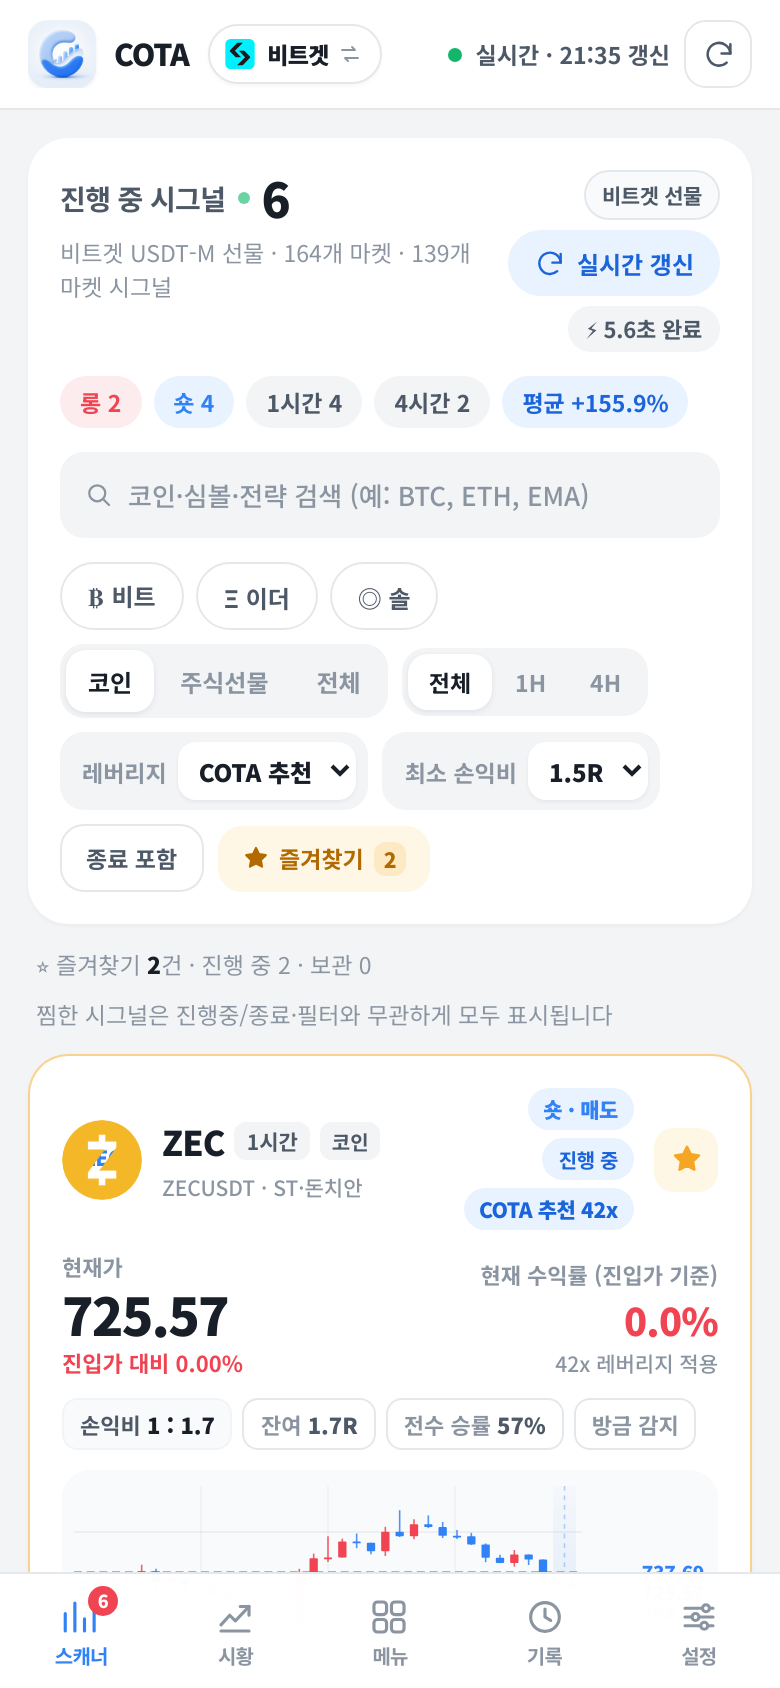 COTA 비트겟 실시간 · 21:35 갱신
진행 중 시그널 6 비트겟 선물
비트겟 USDT-M 선물 · 164개 마켓 · 139개
마켓 시그널
실시간 갱신
⚡ 5.6초 완료
롱 2 숏 4 1시간 4 4시간 2 평균 +155.9%
코인·심볼·전략 검색 (예: BTC, ETH, EMA)
₿ 비트 Ξ 이더 ◎ 솔
코인 주식선물 전체 전체 1H 4H
레버리지 COTA 추천 최소 손익비 1.5R
종료 포함 ★ 즐겨찾기 2
☆ 즐겨찾기 2건 · 진행 중 2 · 보관 0
찜한 시그널은 진행중/종료·필터와 무관하게 모두 표시됩니다
숏 · 매도
ZEC 1시간 코인
진행 중
ZECUSDT · ST·돈치안
COTA 추천 42x
현재가
현재 수익률 (진입가 기준)
725.57
0.0%
진입가 대비 0.00%
42x 레버리지 적용
손익비 1 : 1.7 잔여 1.7R 전수 승률 57% 방금 감지
737.69
6
스캐너 시황 메뉴 기록 설정